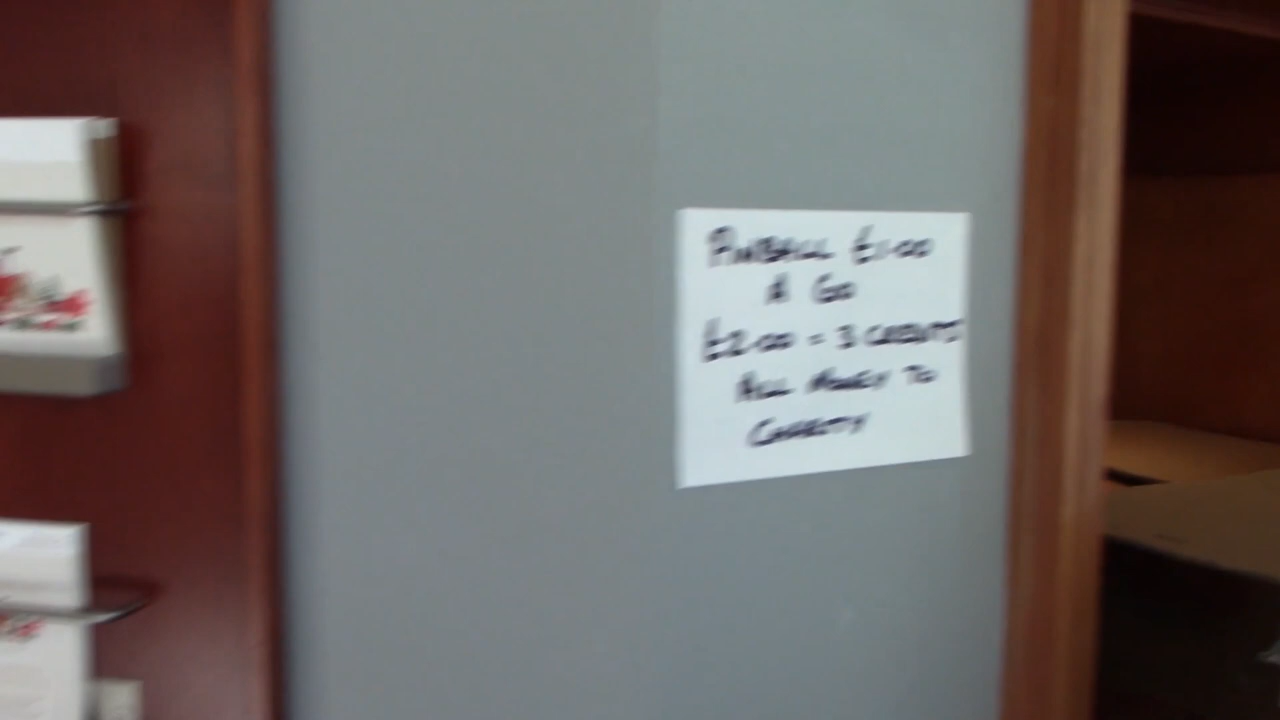 PINBALL £1.00
A GO
£2.00 = 3 CREDITS
ALL MONEY TO
CHARITY